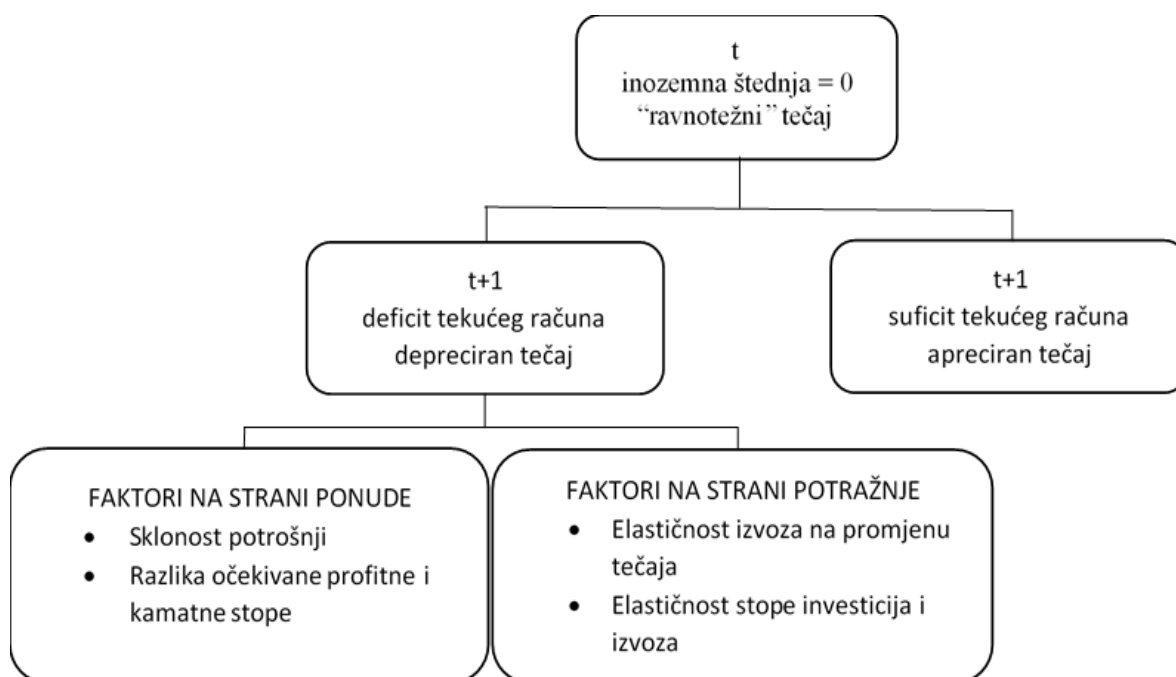 t
inozemna štednja = 0
“ravnotežni” tečaj
t+1
deficit tekućeg računa
depreciran tečaj
t+1
suficit tekućeg računa
apreciran tečaj
FAKTORI NA STRANI PONUDE
• Sklonost potrošnji
• Razlika očekivane profitne i
kamatne stope
FAKTORI NA STRANI POTRAŽNJE
• Elastičnost izvoza na promjenu
tečaja
• Elastičnost stope investicija i
izvoza